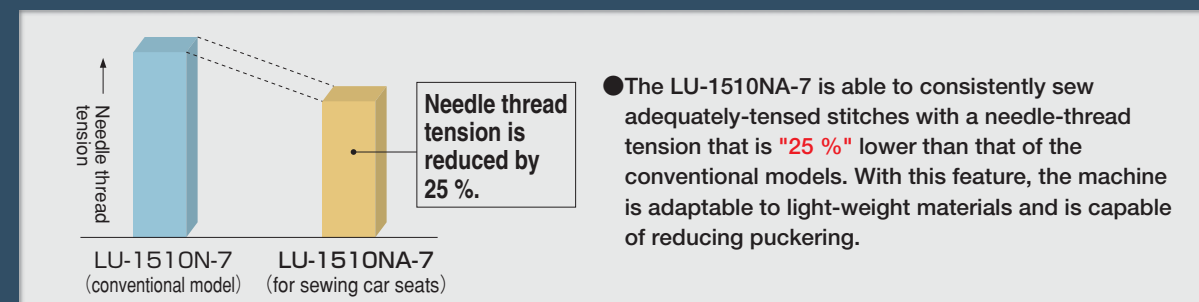 Needle thread
tension
Needle thread
tension is
reduced by
25 %.
LU-1510N-7
(conventional model)
LU-1510NA-7
(for sewing car seats)
●The LU-1510NA-7 is able to consistently sew
adequately-tensed stitches with a needle-thread
tension that is "25 %" lower than that of the
conventional models. With this feature, the machine
is adaptable to light-weight materials and is capable
of reducing puckering.